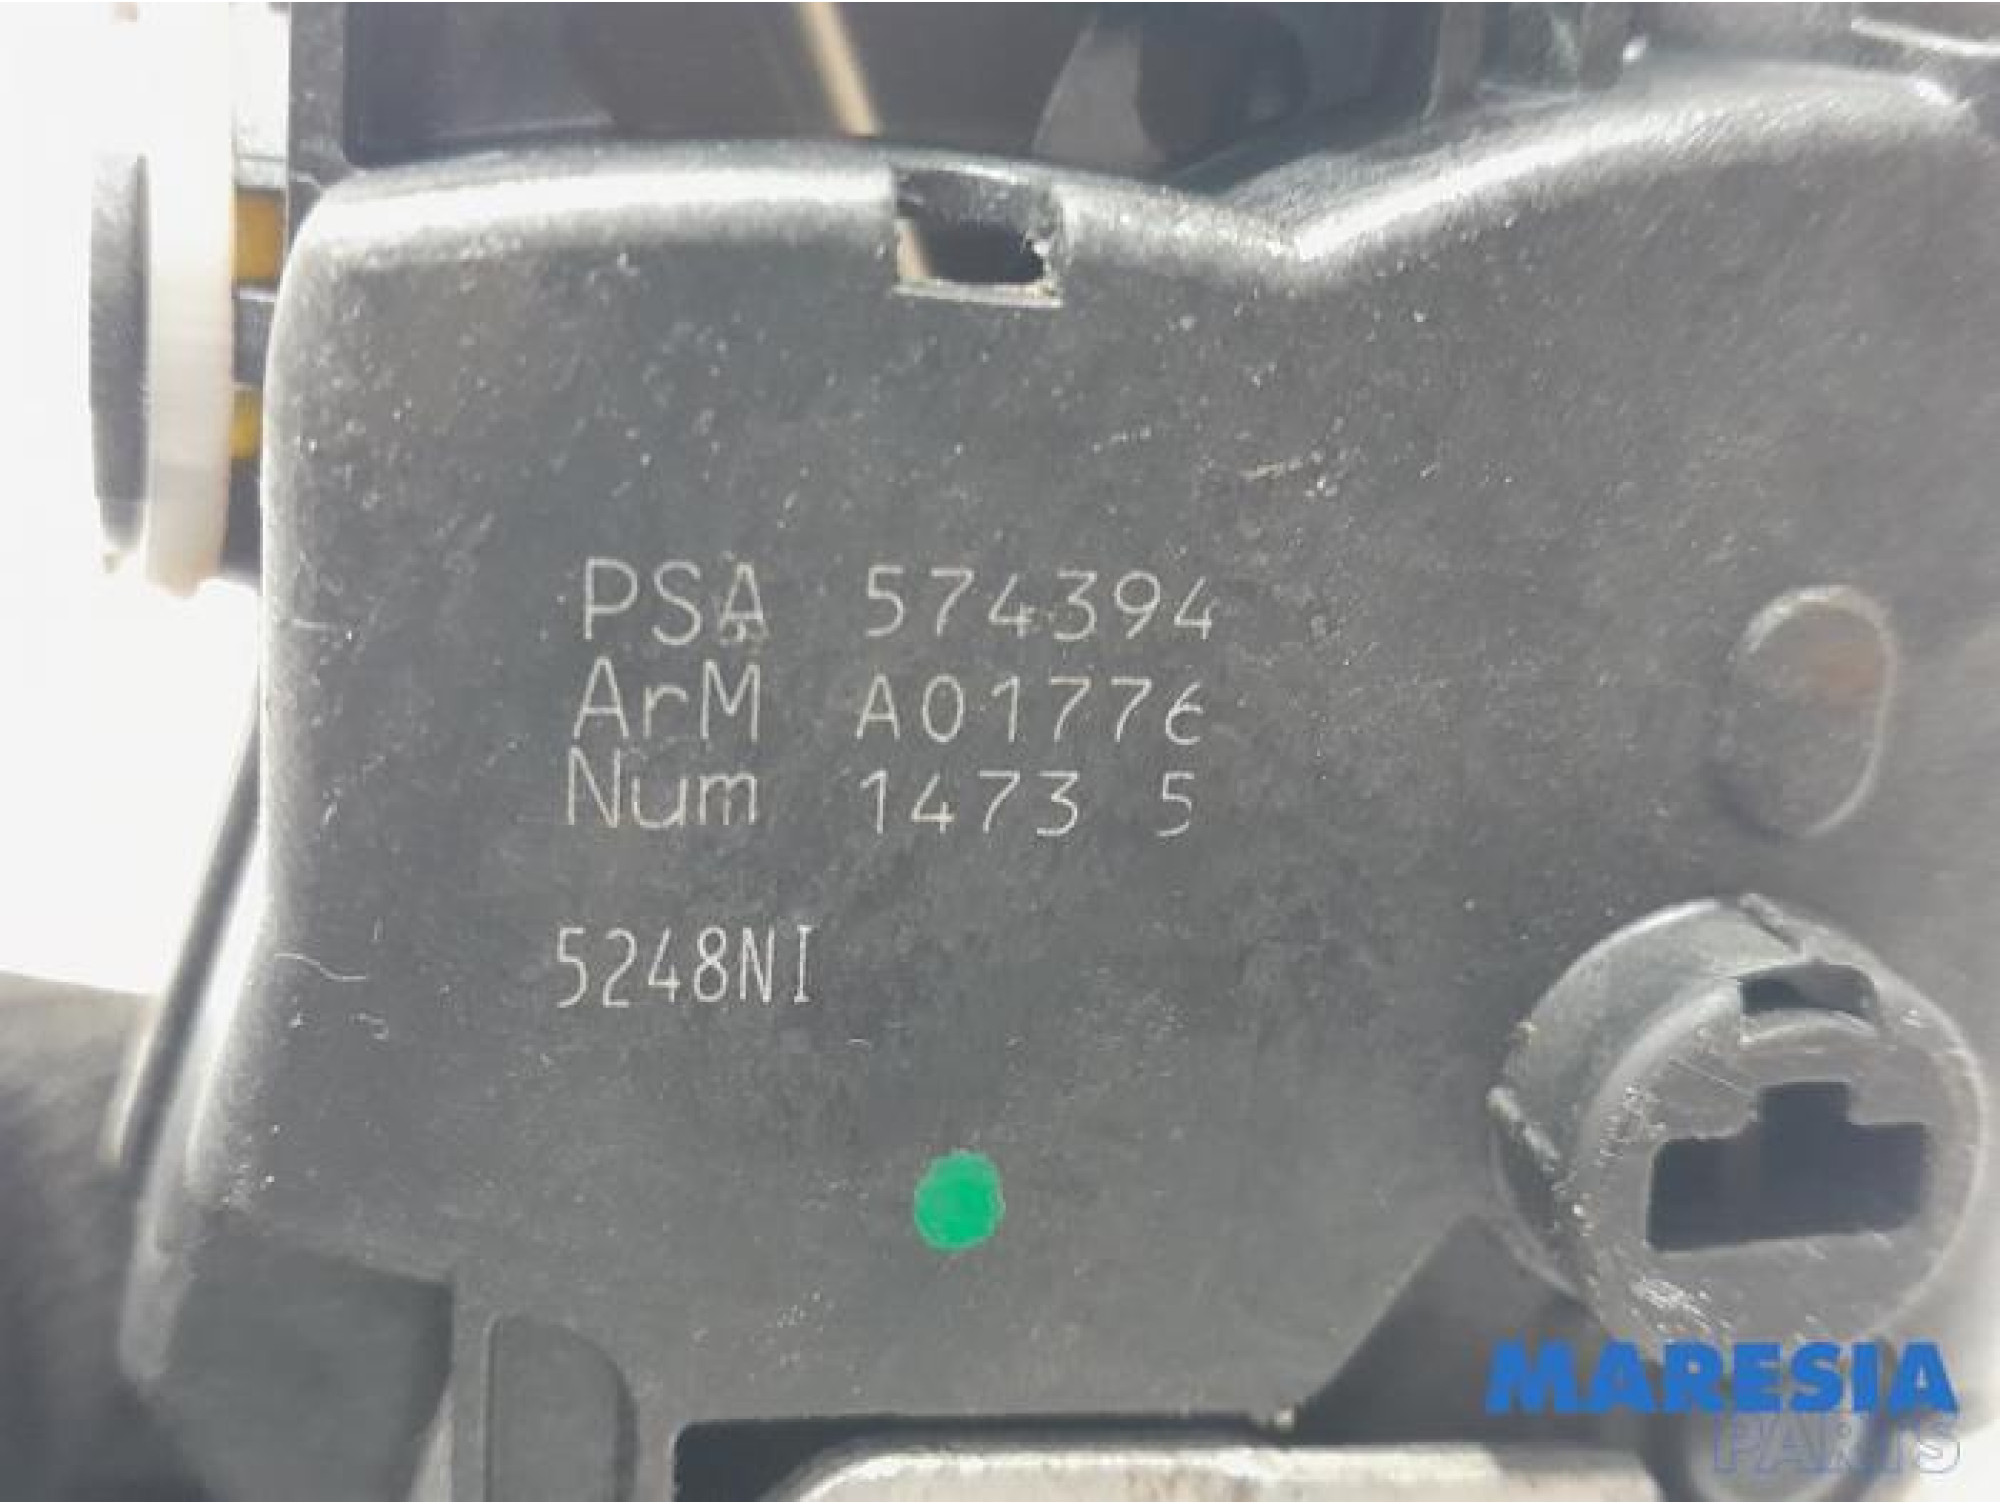 PSA 574394
ArM A01776
Num 1473 5
5248NI
MARESIA
PARTS